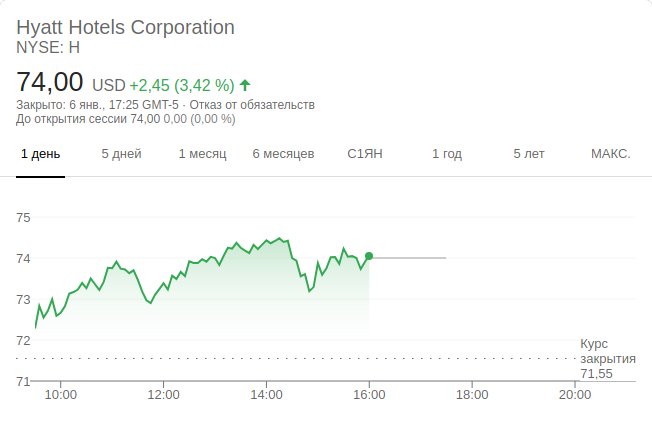 Hyatt Hotels Corporation
NYSE: H
74,00 USD +2,45 (3,42 %)
Закрыто: 6 янв., 17:25 GMT-5 · Отказ от обязательств
До открытия сессии 74,00 0,00 (0,00 %)
1 день 5 дней 1 месяц 6 месяцев С1ЯН 1 год 5 лет МАКС.
75
74
73
72
Курс
закрытия
71,55
71
10:00 12:00 14:00 16:00 18:00 20:00